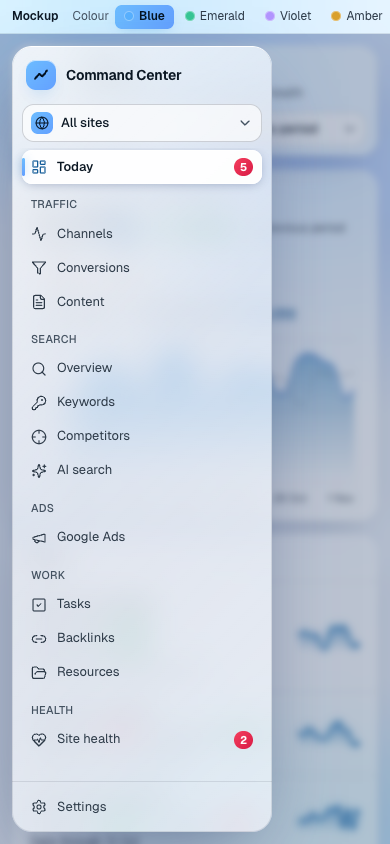 Mockup Colour Blue Emerald Violet Amber
Command Center
All sites
Today 5
TRAFFIC
Channels
Conversions
Content
SEARCH
Overview
Keywords
Competitors
AI search
ADS
Google Ads
WORK
Tasks
Backlinks
Resources
HEALTH
Site health 2
Settings